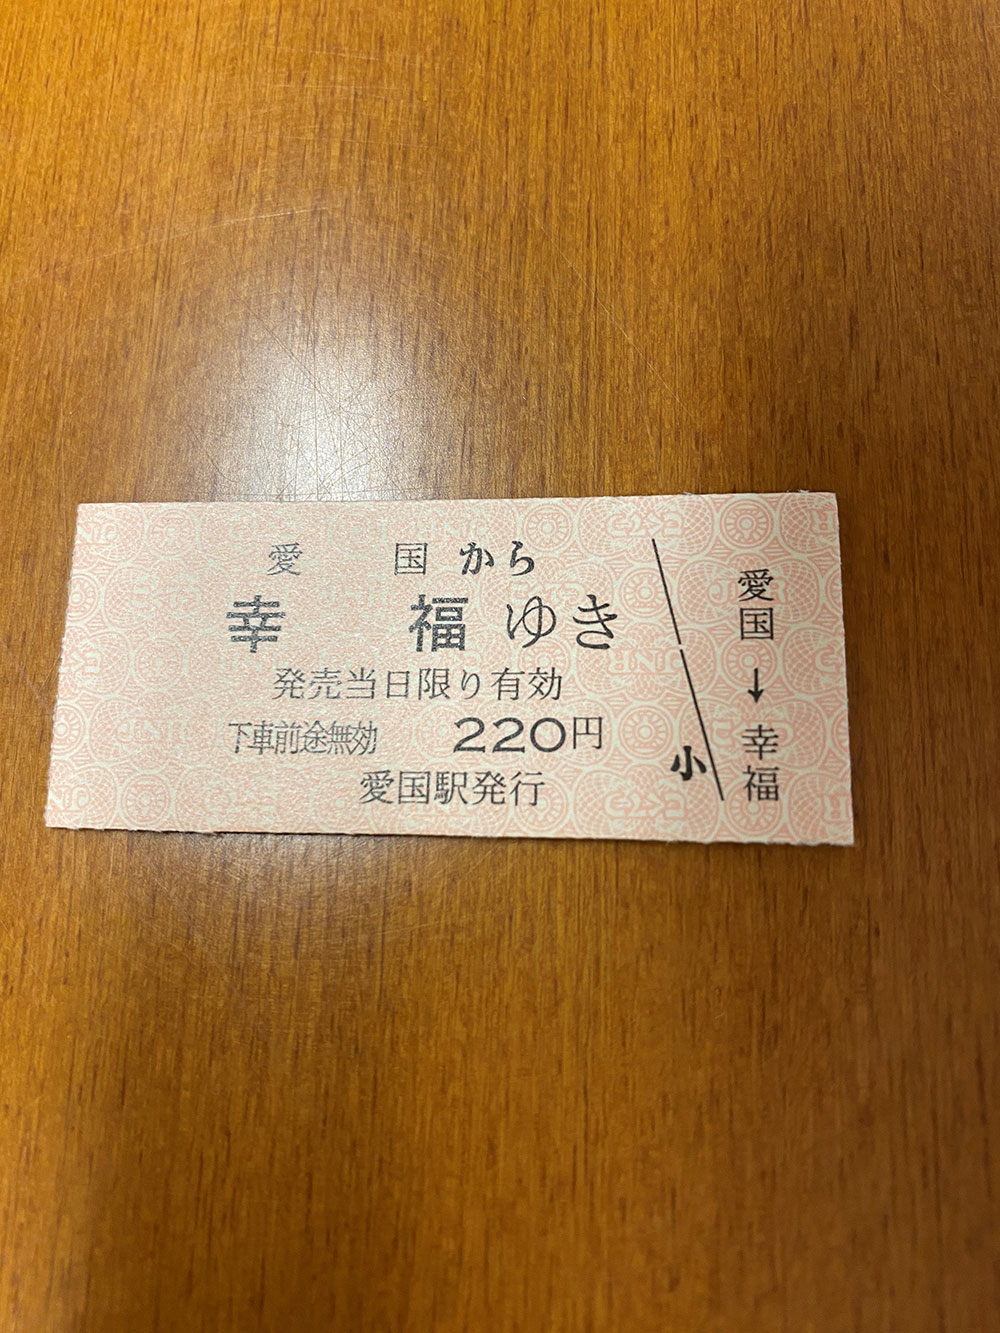 愛国から
幸福ゆき
発売当日限り有効
下車前途無効 220円
愛国駅発行
小
愛国→幸福